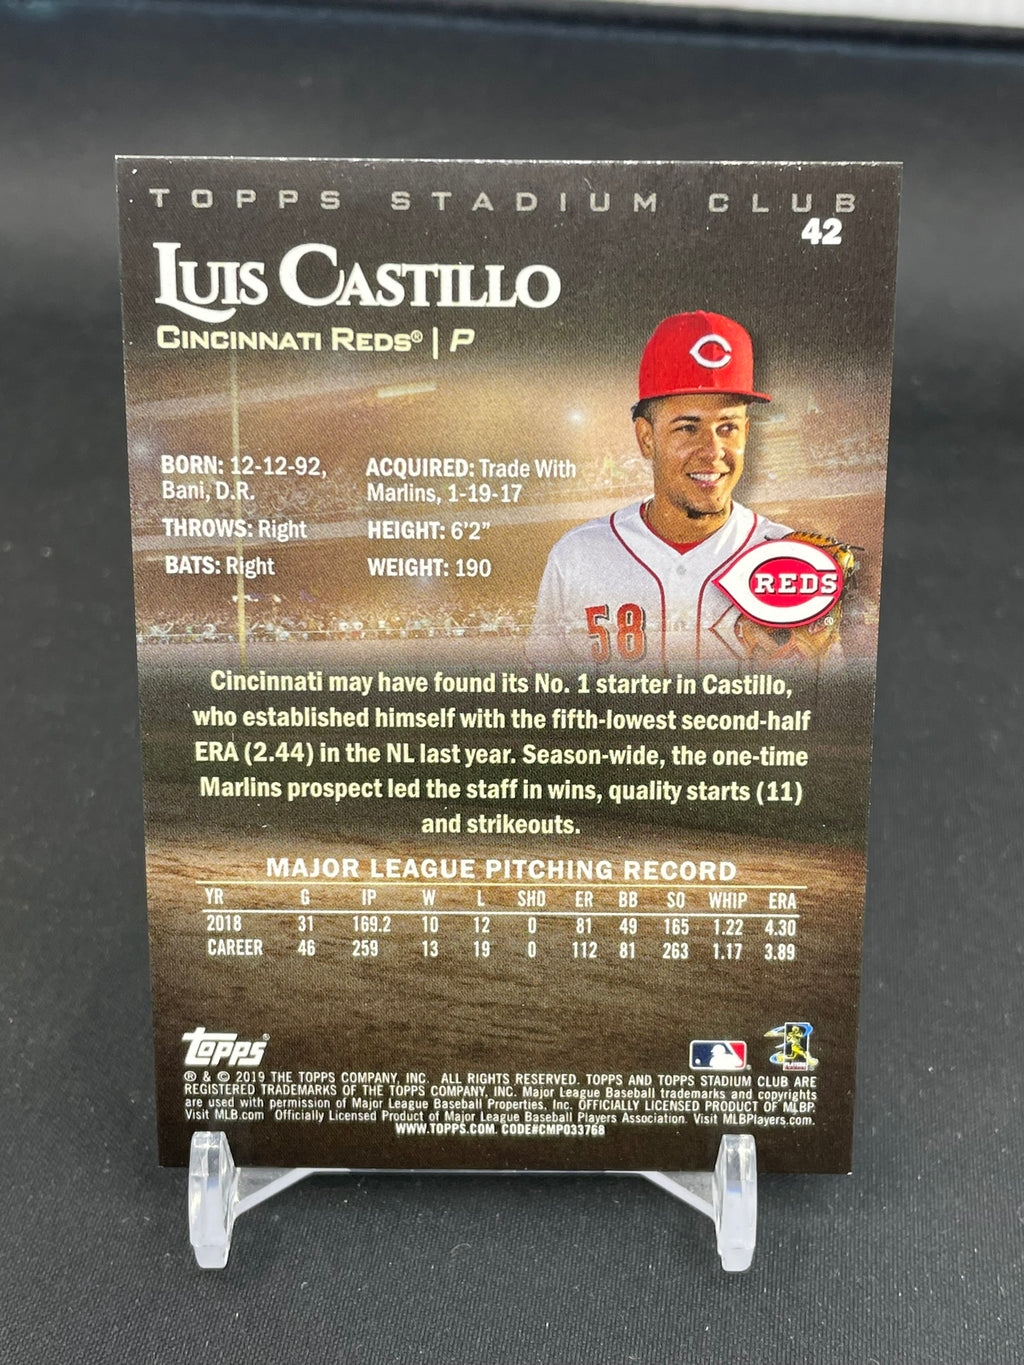 TOPPS STADIUM CLUB
42
LUIS CASTILLO
CINCINNATI REDS® | P
BORN: 12-12-92,
Bani, D.R.
THROWS: Right
BATS: Right
ACQUIRED: Trade With
Marlins, 1-19-17
HEIGHT: 6'2"
WEIGHT: 190
REDS
®
58
Cincinnati may have found its No. 1 starter in Castillo,
who established himself with the fifth-lowest second-half
ERA (2.44) in the NL last year. Season-wide, the one-time
Marlins prospect led the staff in wins, quality starts (11)
and strikeouts.
MAJOR LEAGUE PITCHING RECORD
YR G IP W L SHO ER BB SO WHIP ERA
2018 31 169.2 10 12 0 81 49 165 1.22 4.30
CAREER 46 259 13 19 0 112 81 263 1.17 3.89
Topps®
® & © 2019 THE TOPPS COMPANY, INC. ALL RIGHTS RESERVED. TOPPS AND TOPPS STADIUM CLUB ARE
REGISTERED TRADEMARKS OF THE TOPPS COMPANY, INC. Major League Baseball trademarks and copyrights
are used with permission of Major League Baseball Properties, Inc. OFFICIALLY LICENSED PRODUCT OF MLBP.
Visit MLB.com Officially Licensed Product of Major League Baseball Players Association. Visit MLBPlayers.com.
WWW.TOPPS.COM. CODE#CMP033768